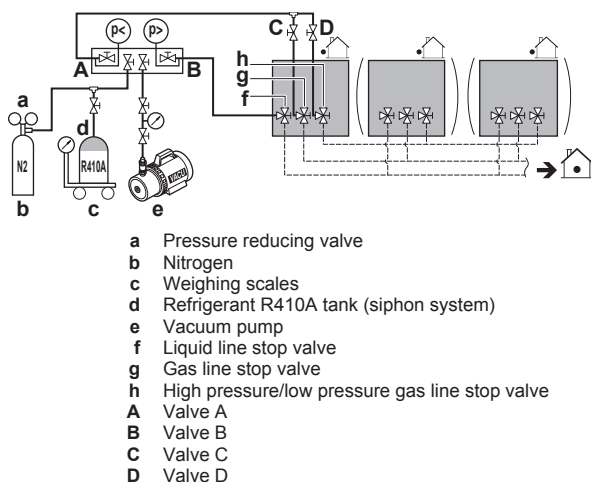 p< p>
C D
A B
h
g
f
a
d
N2 R410A
VACU
b c e
a Pressure reducing valve
b Nitrogen
c Weighing scales
d Refrigerant R410A tank (siphon system)
e Vacuum pump
f Liquid line stop valve
g Gas line stop valve
h High pressure/low pressure gas line stop valve
A Valve A
B Valve B
C Valve C
D Valve D